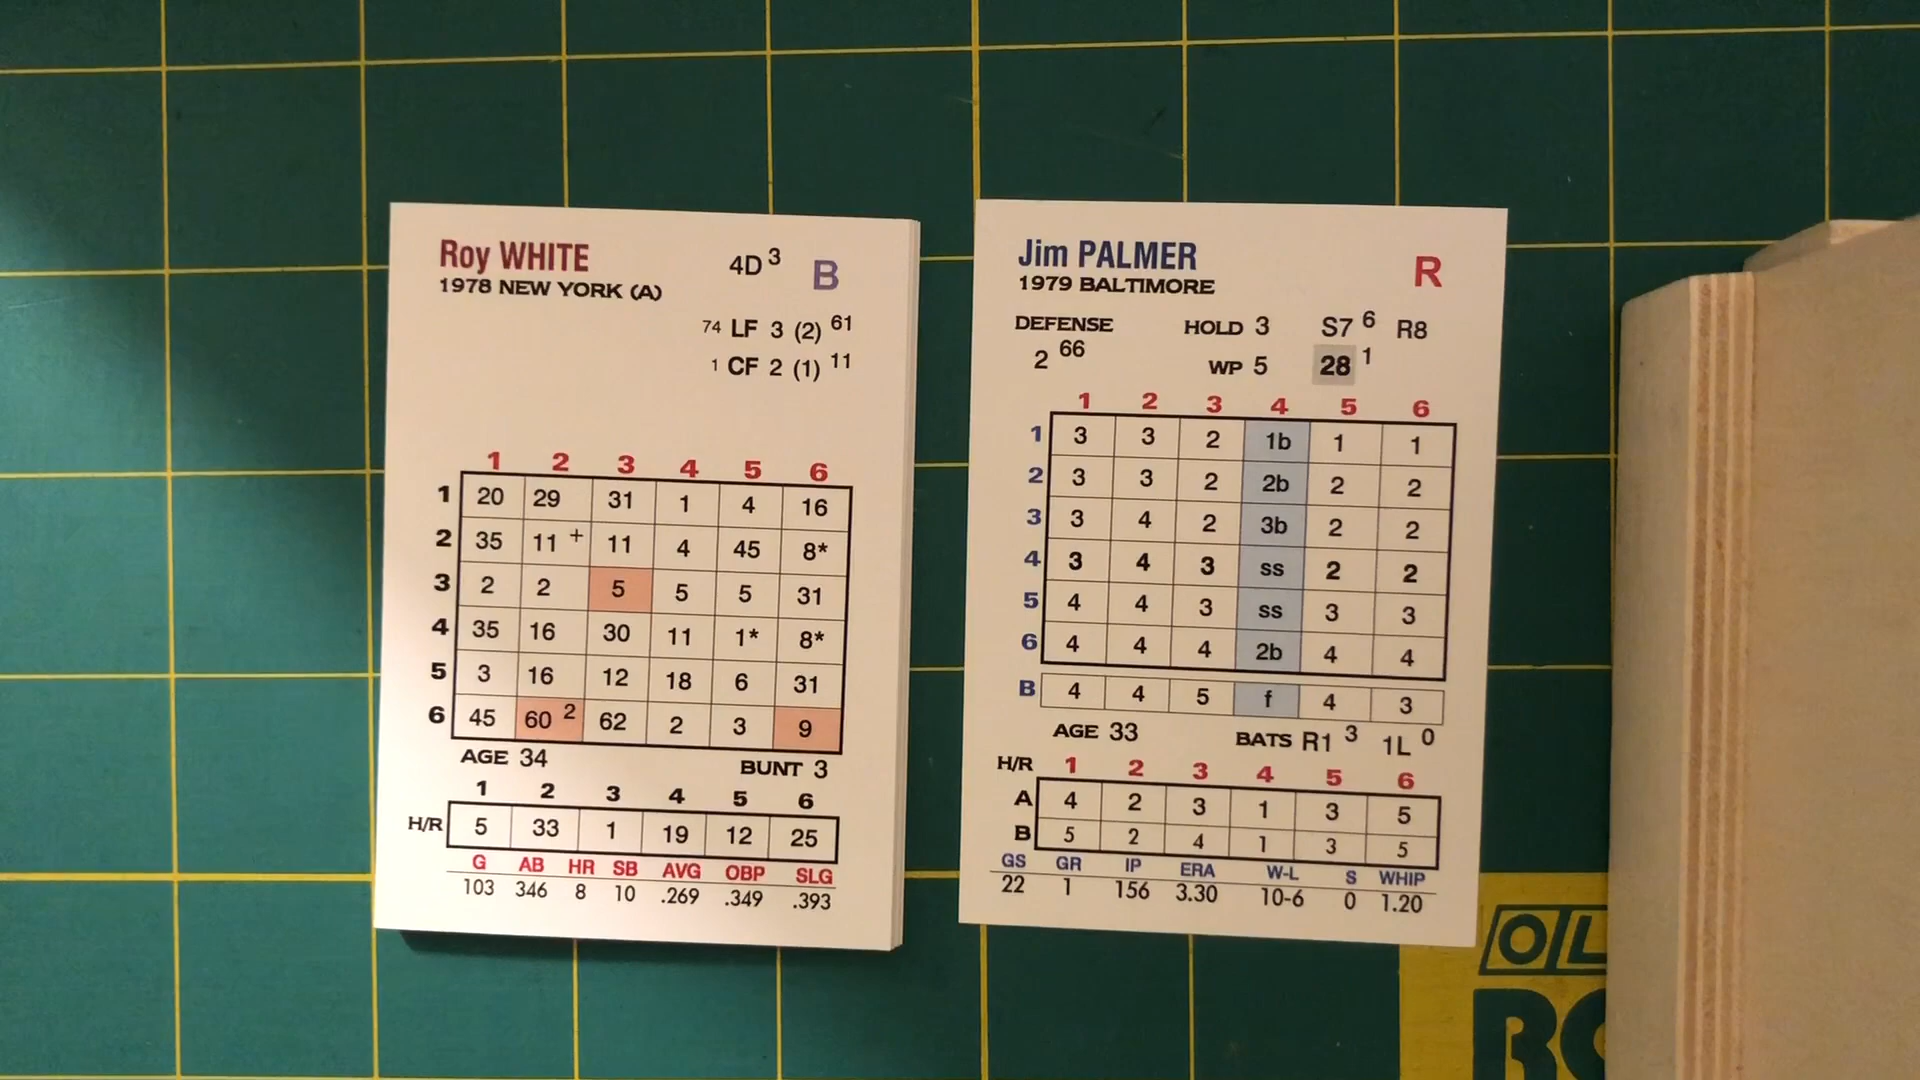 Roy WHITE 4D 3 B
1978 NEW YORK (A)
74 LF 3 (2) 61
1 CF 2 (1) 11
1 2 3 4 5 6
1 20 29 31 1 4 16
2 35 11 + 11 4 45 8*
3 2 2 5 5 5 31
4 35 16 30 11 1* 8*
5 3 16 12 18 6 31
6 45 60 2 62 2 3 9
AGE 34 BUNT 3
1 2 3 4 5 6
H/R 5 33 1 19 12 25
G AB HR SB AVG OBP SLG
103 346 8 10 .269 .349 .393
Jim PALMER R
1979 BALTIMORE
DEFENSE HOLD 3 S7 6 R8
2 66 WP 5 28 1
1 2 3 4 5 6
1 3 3 2 1b 1 1
2 3 3 2 2b 2 2
3 3 4 2 3b 2 2
4 3 4 3 ss 2 2
5 4 4 3 ss 3 3
6 4 4 4 2b 4 4
B 4 4 5 f 4 3
AGE 33 BATS R1 3 1L 0
H/R 1 2 3 4 5 6
A 4 2 3 1 3 5
B 5 2 4 1 3 5
GS GR IP ERA W-L S WHIP
22 1 156 3.30 10-6 0 1.20